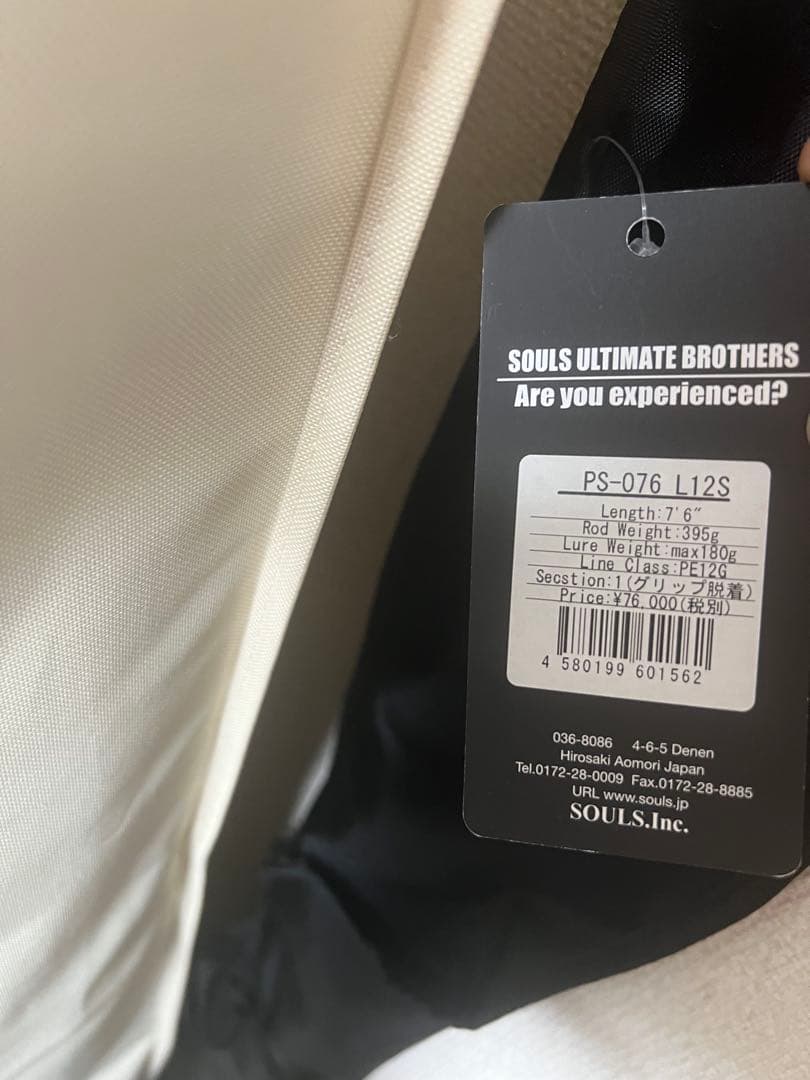 SOULS ULTIMATE BROTHERS
Are you experienced?
PS-076 L12S
Length:7'6"
Rod Weight:395g
Lure Weight:max180g
Line Class:PE12G
Secstion:1(グリップ脱着)
Price:¥76,000(税別)
4 580199 601562
036-8086 4-6-5 Denen
Hirosaki Aomori Japan
Tel.0172-28-0009 Fax.0172-28-8885
URL www.souls.jp
SOULS.Inc.